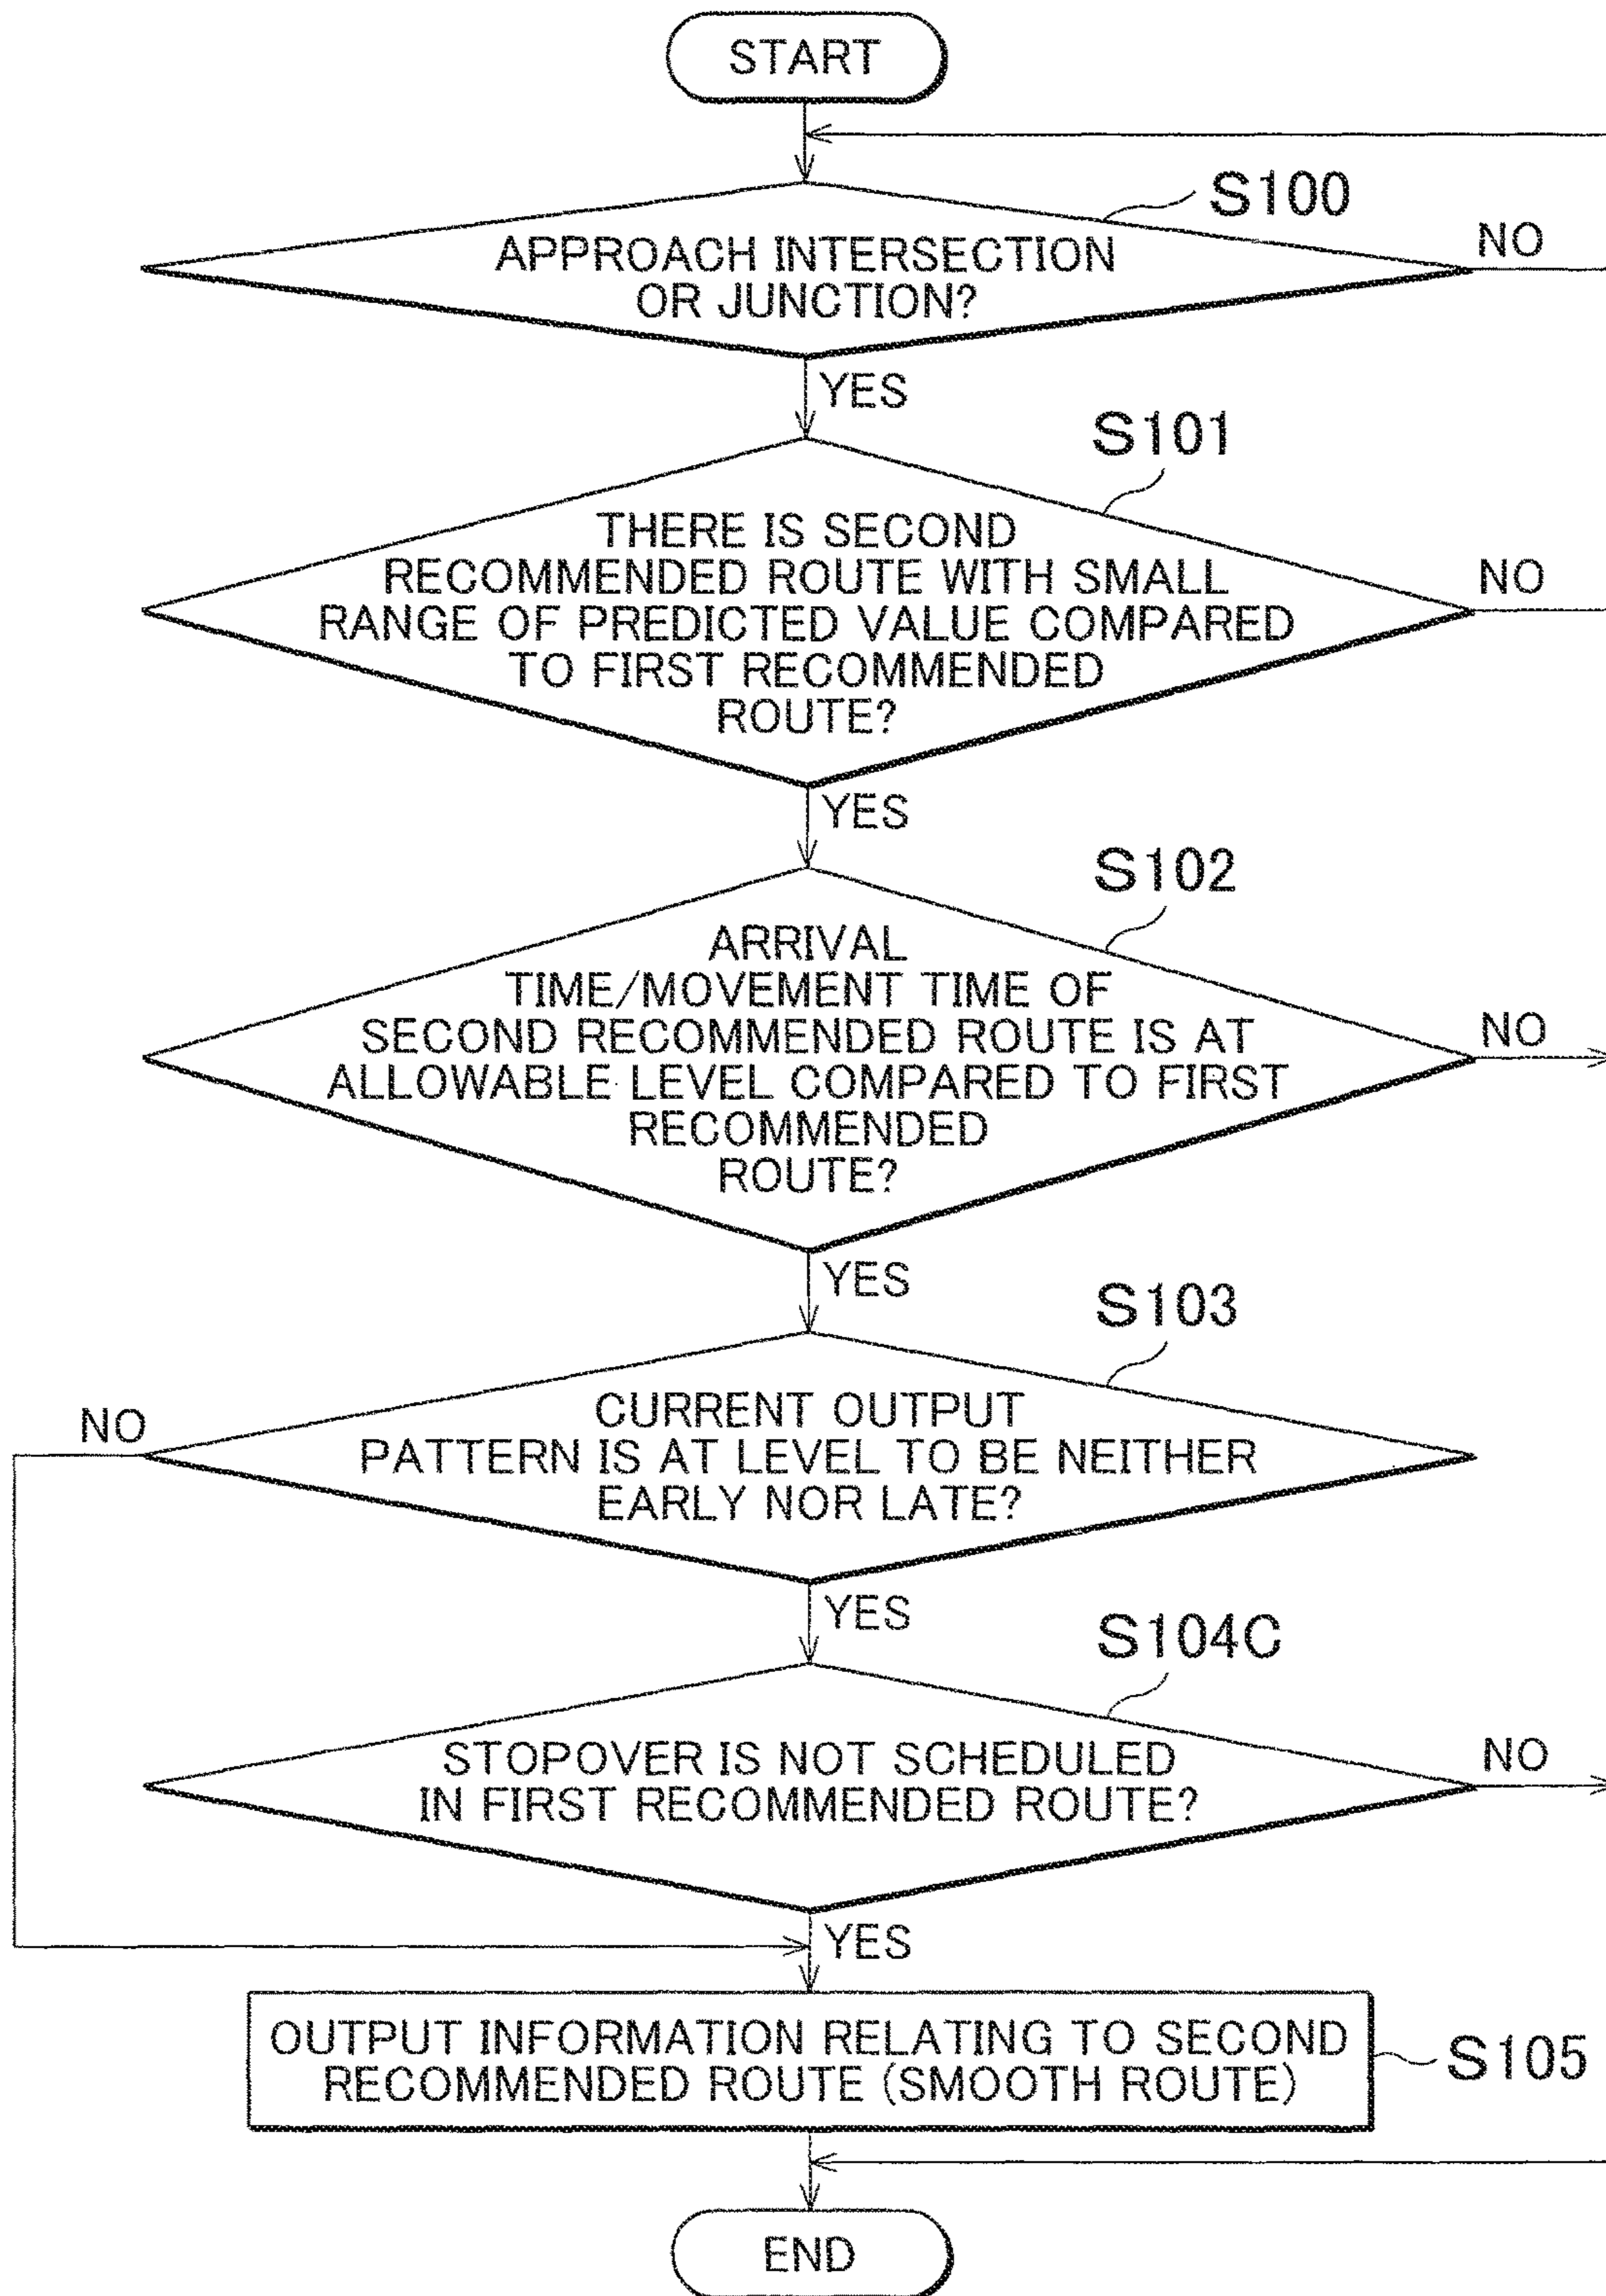 START
S100
APPROACH INTERSECTION
OR JUNCTION?
NO
YES
S101
THERE IS SECOND
RECOMMENDED ROUTE WITH SMALL
RANGE OF PREDICTED VALUE COMPARED
TO FIRST RECOMMENDED
ROUTE?
NO
YES
S102
ARRIVAL
TIME/MOVEMENT TIME OF
SECOND RECOMMENDED ROUTE IS AT
ALLOWABLE LEVEL COMPARED TO FIRST
RECOMMENDED
ROUTE?
NO
YES
S103
CURRENT OUTPUT
PATTERN IS AT LEVEL TO BE NEITHER
EARLY NOR LATE?
NO
YES
S104C
STOPOVER IS NOT SCHEDULED
IN FIRST RECOMMENDED ROUTE?
NO
YES
OUTPUT INFORMATION RELATING TO SECOND
RECOMMENDED ROUTE (SMOOTH ROUTE)
S105
END